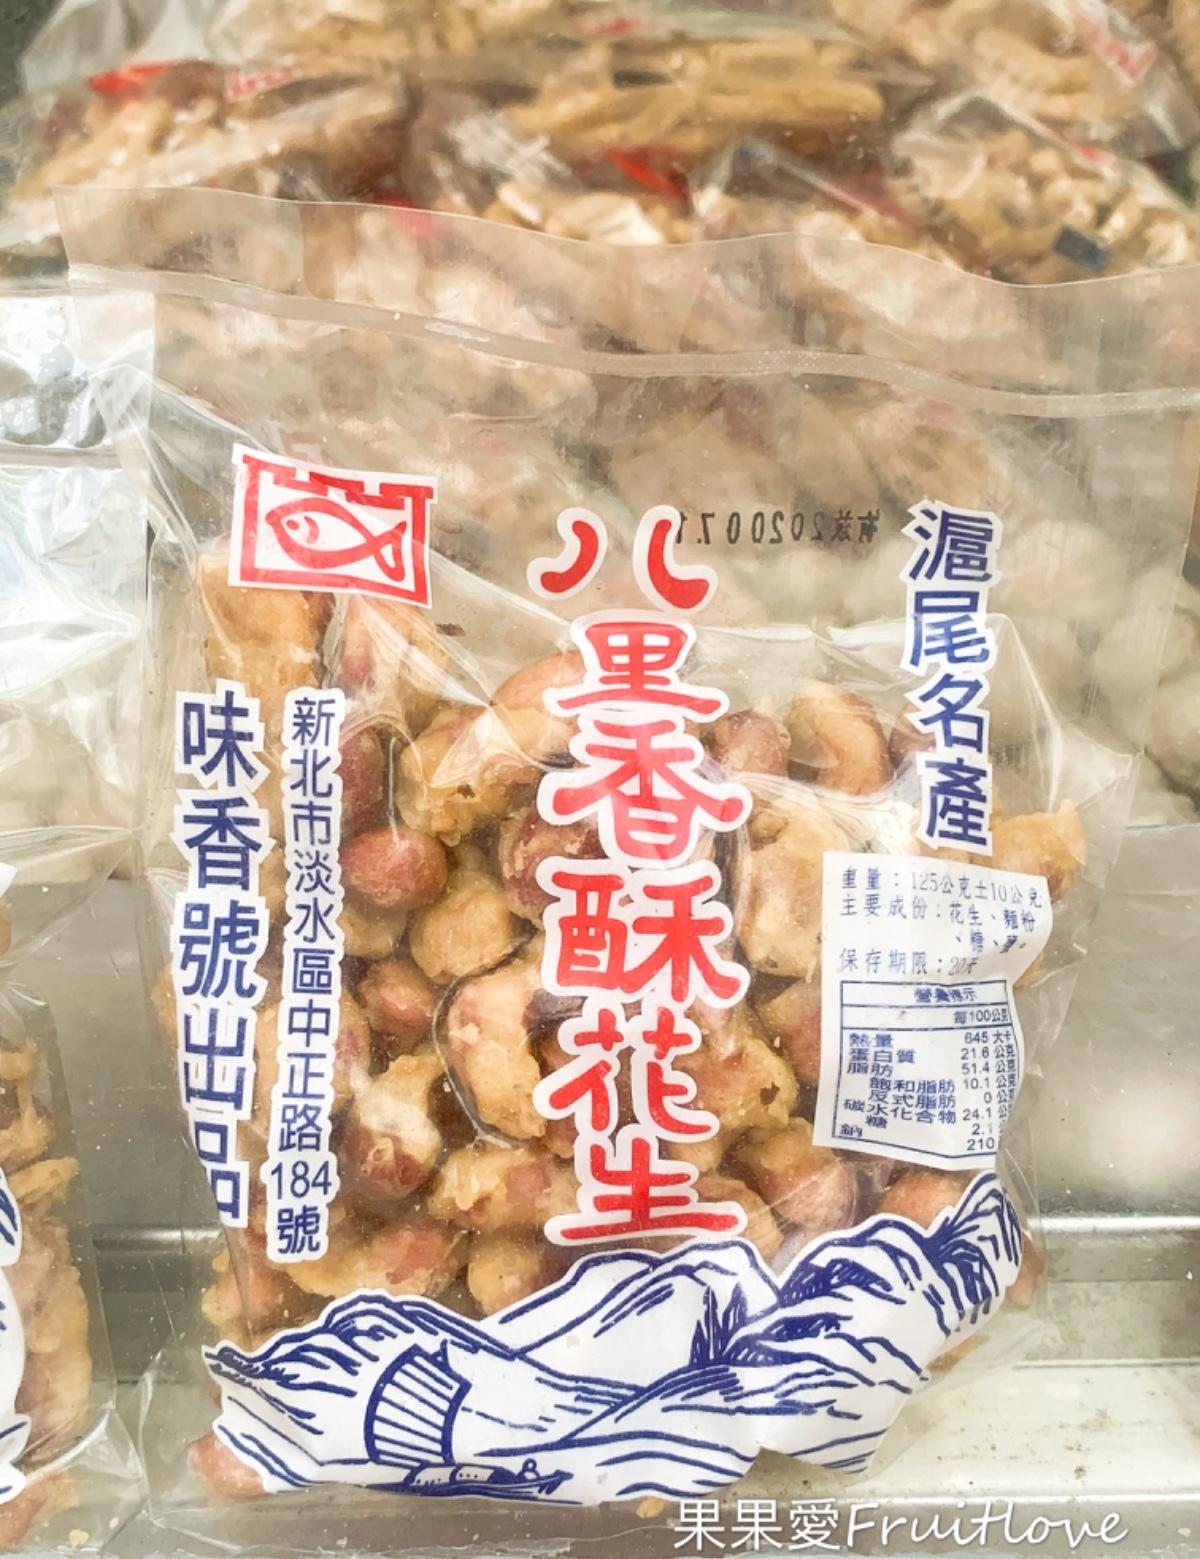 滬尾名產
八里香酥花生
新北市淡水區中正路184號
味香號出品
有效202007.1
重量：125公克±10公克
主要成份：花生、麵粉
、糖、
保存期限：20天
營養標示
每100公克
熱量 645 大卡
蛋白質 21.6 公克
脂肪 51.4 公克
飽和脂肪 10.1 公克
反式脂肪 0 公克
碳水化合物 24.1 公
糖 2.1
鈉 210
果果愛Fruitlove